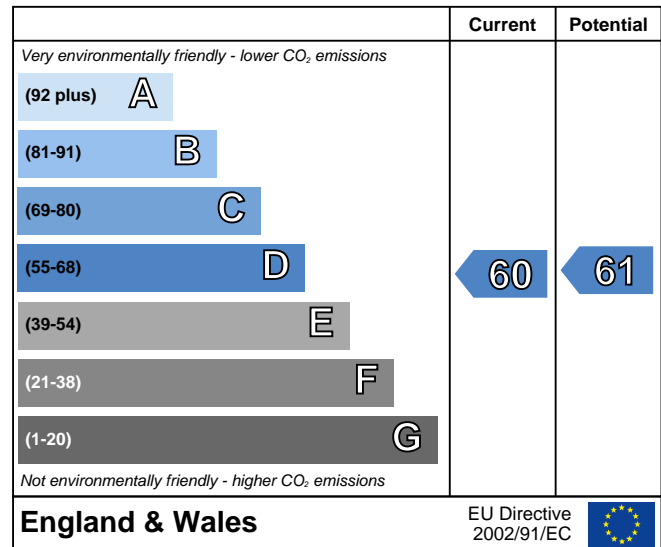 Current Potential
Very environmentally friendly - lower CO₂ emissions
(92 plus) A
(81-91) B
(69-80) C
(55-68) D
60 61
(39-54) E
(21-38) F
(1-20) G
Not environmentally friendly - higher CO₂ emissions
England & Wales
EU Directive
2002/91/EC